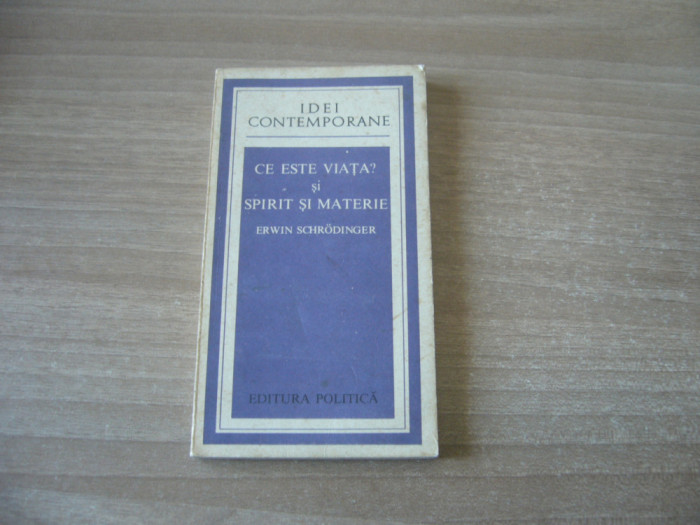 IDEI
CONTEMPORANE
CE ESTE VIAȚA?
și
SPIRIT ȘI MATERIE
ERWIN SCHRÖDINGER
EDITURA POLITICĂ